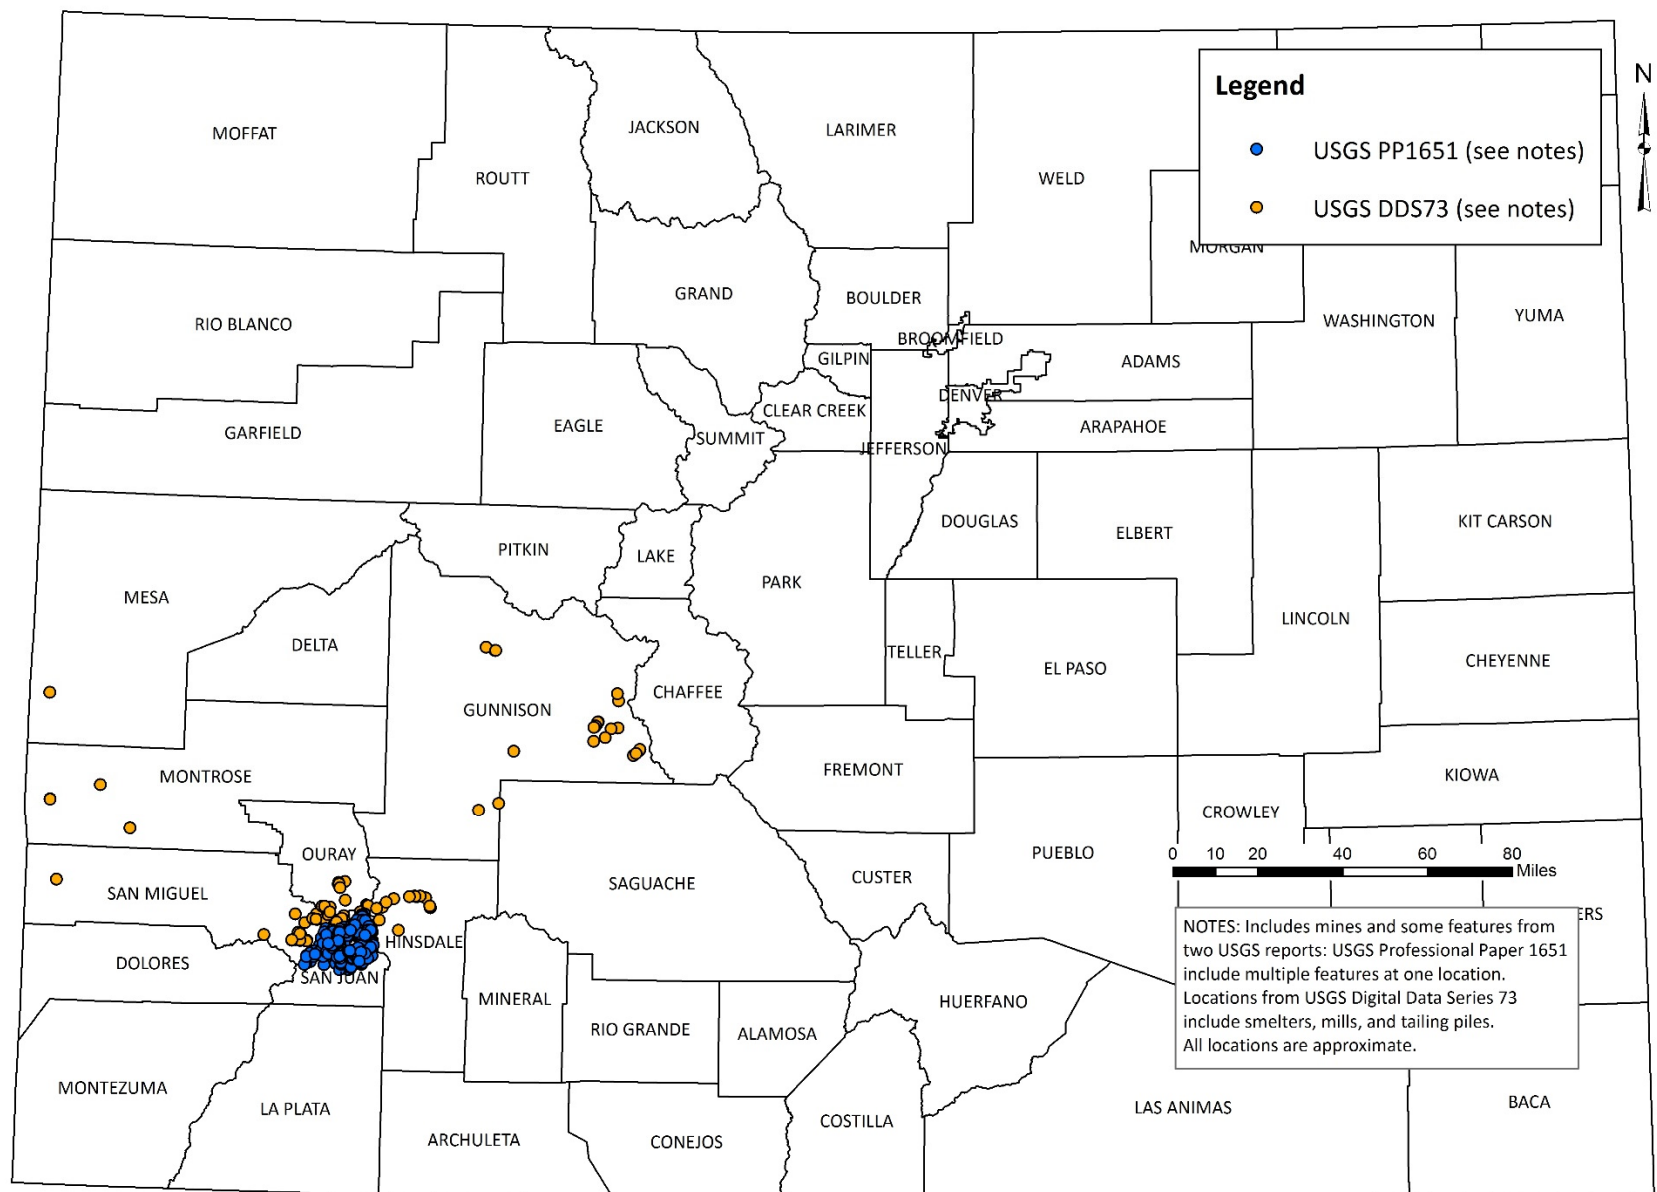 N
Legend
USGS PP1651 (see notes)
USGS DDS73 (see notes)
MOFFAT
ROUTT
JACKSON
LARIMER
WELD
MORGAN
RIO BLANCO
GRAND
BOULDER
BROOMFIELD
WASHINGTON
YUMA
GILPIN
ADAMS
DENVER
CLEAR CREEK
GARFIELD
EAGLE
SUMMIT
JEFFERSON
ARAPAHOE
DOUGLAS
ELBERT
KIT CARSON
PITKIN
LAKE
PARK
MESA
LINCOLN
DELTA
TELLER
EL PASO
CHEYENNE
GUNNISON
CHAFFEE
MONTROSE
FREMONT
KIOWA
CROWLEY
OURAY
PUEBLO
0 10 20 40 60 80
Miles
SAN MIGUEL
SAGUACHE
CUSTER
ERS
HINSDALE
DOLORES
SAN JUAN
MINERAL
RIO GRANDE
ALAMOSA
HUERFANO
NOTES: Includes mines and some features from
two USGS reports: USGS Professional Paper 1651
include multiple features at one location.
Locations from USGS Digital Data Series 73
include smelters, mills, and tailing piles.
All locations are approximate.
MONTEZUMA
LA PLATA
ARCHULETA
CONEJOS
COSTILLA
LAS ANIMAS
BACA